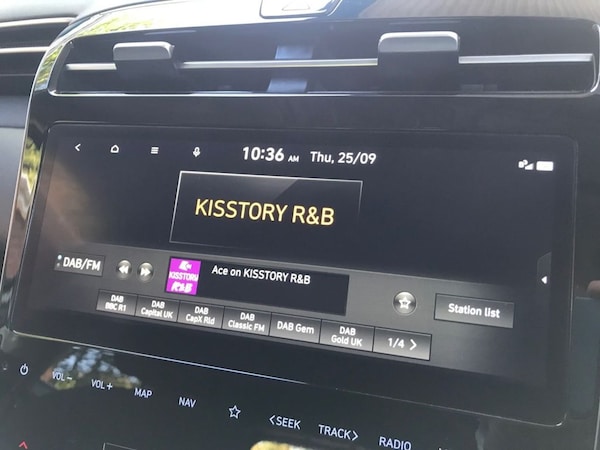 10:36 AM Thu, 25/09
KISSTORY R&B
DAB/FM
KISSTORY
R&B
Ace on KISSTORY R&B
DAB
BBC R1
DAB
Capital UK
DAB
CapX Rld
DAB
Classic FM
DAB Gem
DAB
Gold UK
1/4 >
Station list
VOL-
VOL+
MAP
NAV
<SEEK
TRACK>
RADIO